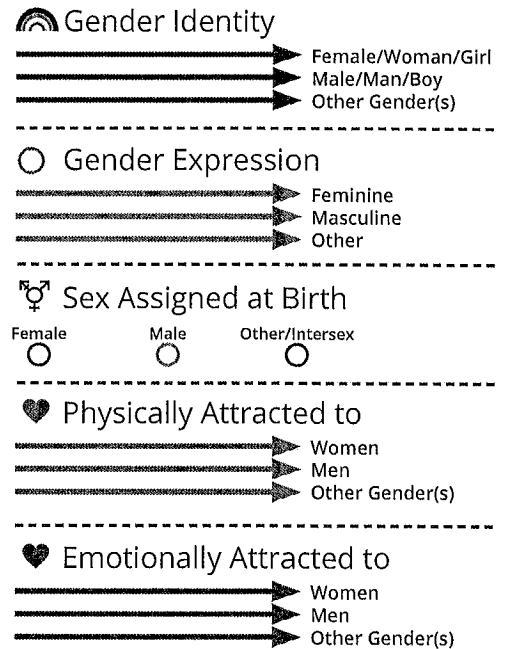 Gender Identity
Female/Woman/Girl
Male/Man/Boy
Other Gender(s)
Gender Expression
Feminine
Masculine
Other
Sex Assigned at Birth
Female Male Other/Intersex
Physically Attracted to
Women
Men
Other Gender(s)
Emotionally Attracted to
Women
Men
Other Gender(s)